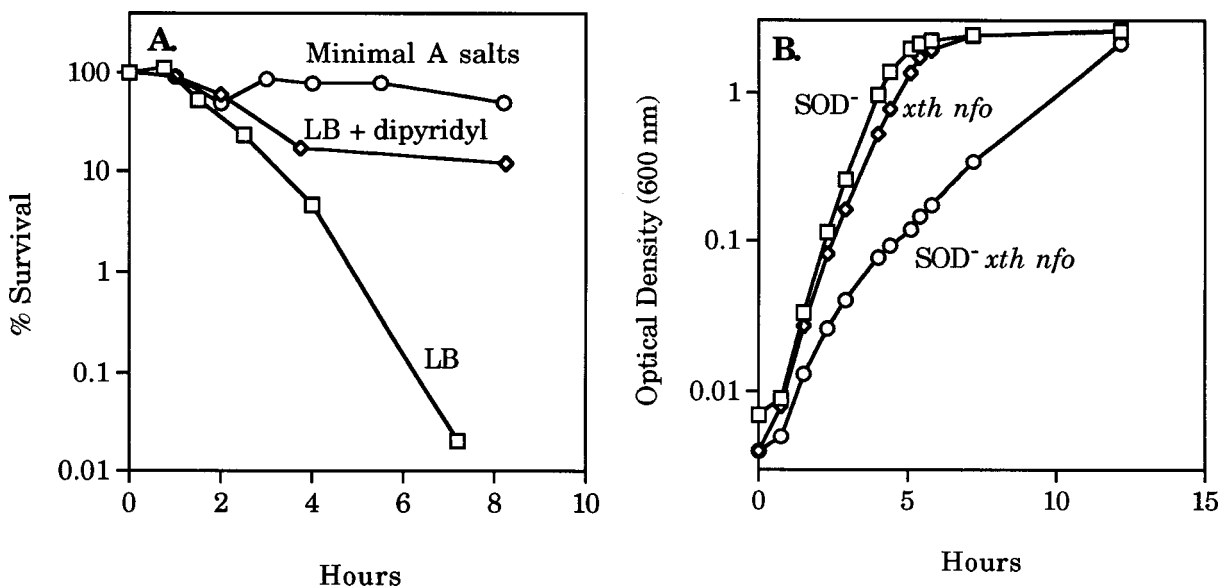 A.
Minimal A salts
LB + dipyridyl
LB
% Survival
100
10
1
0.1
0.01
0
2
4
6
8
10
Hours
B.
SOD⁻
xth nfo
SOD⁻ xth nfo
Optical Density (600 nm)
1
0.1
0.01
0
5
10
15
Hours